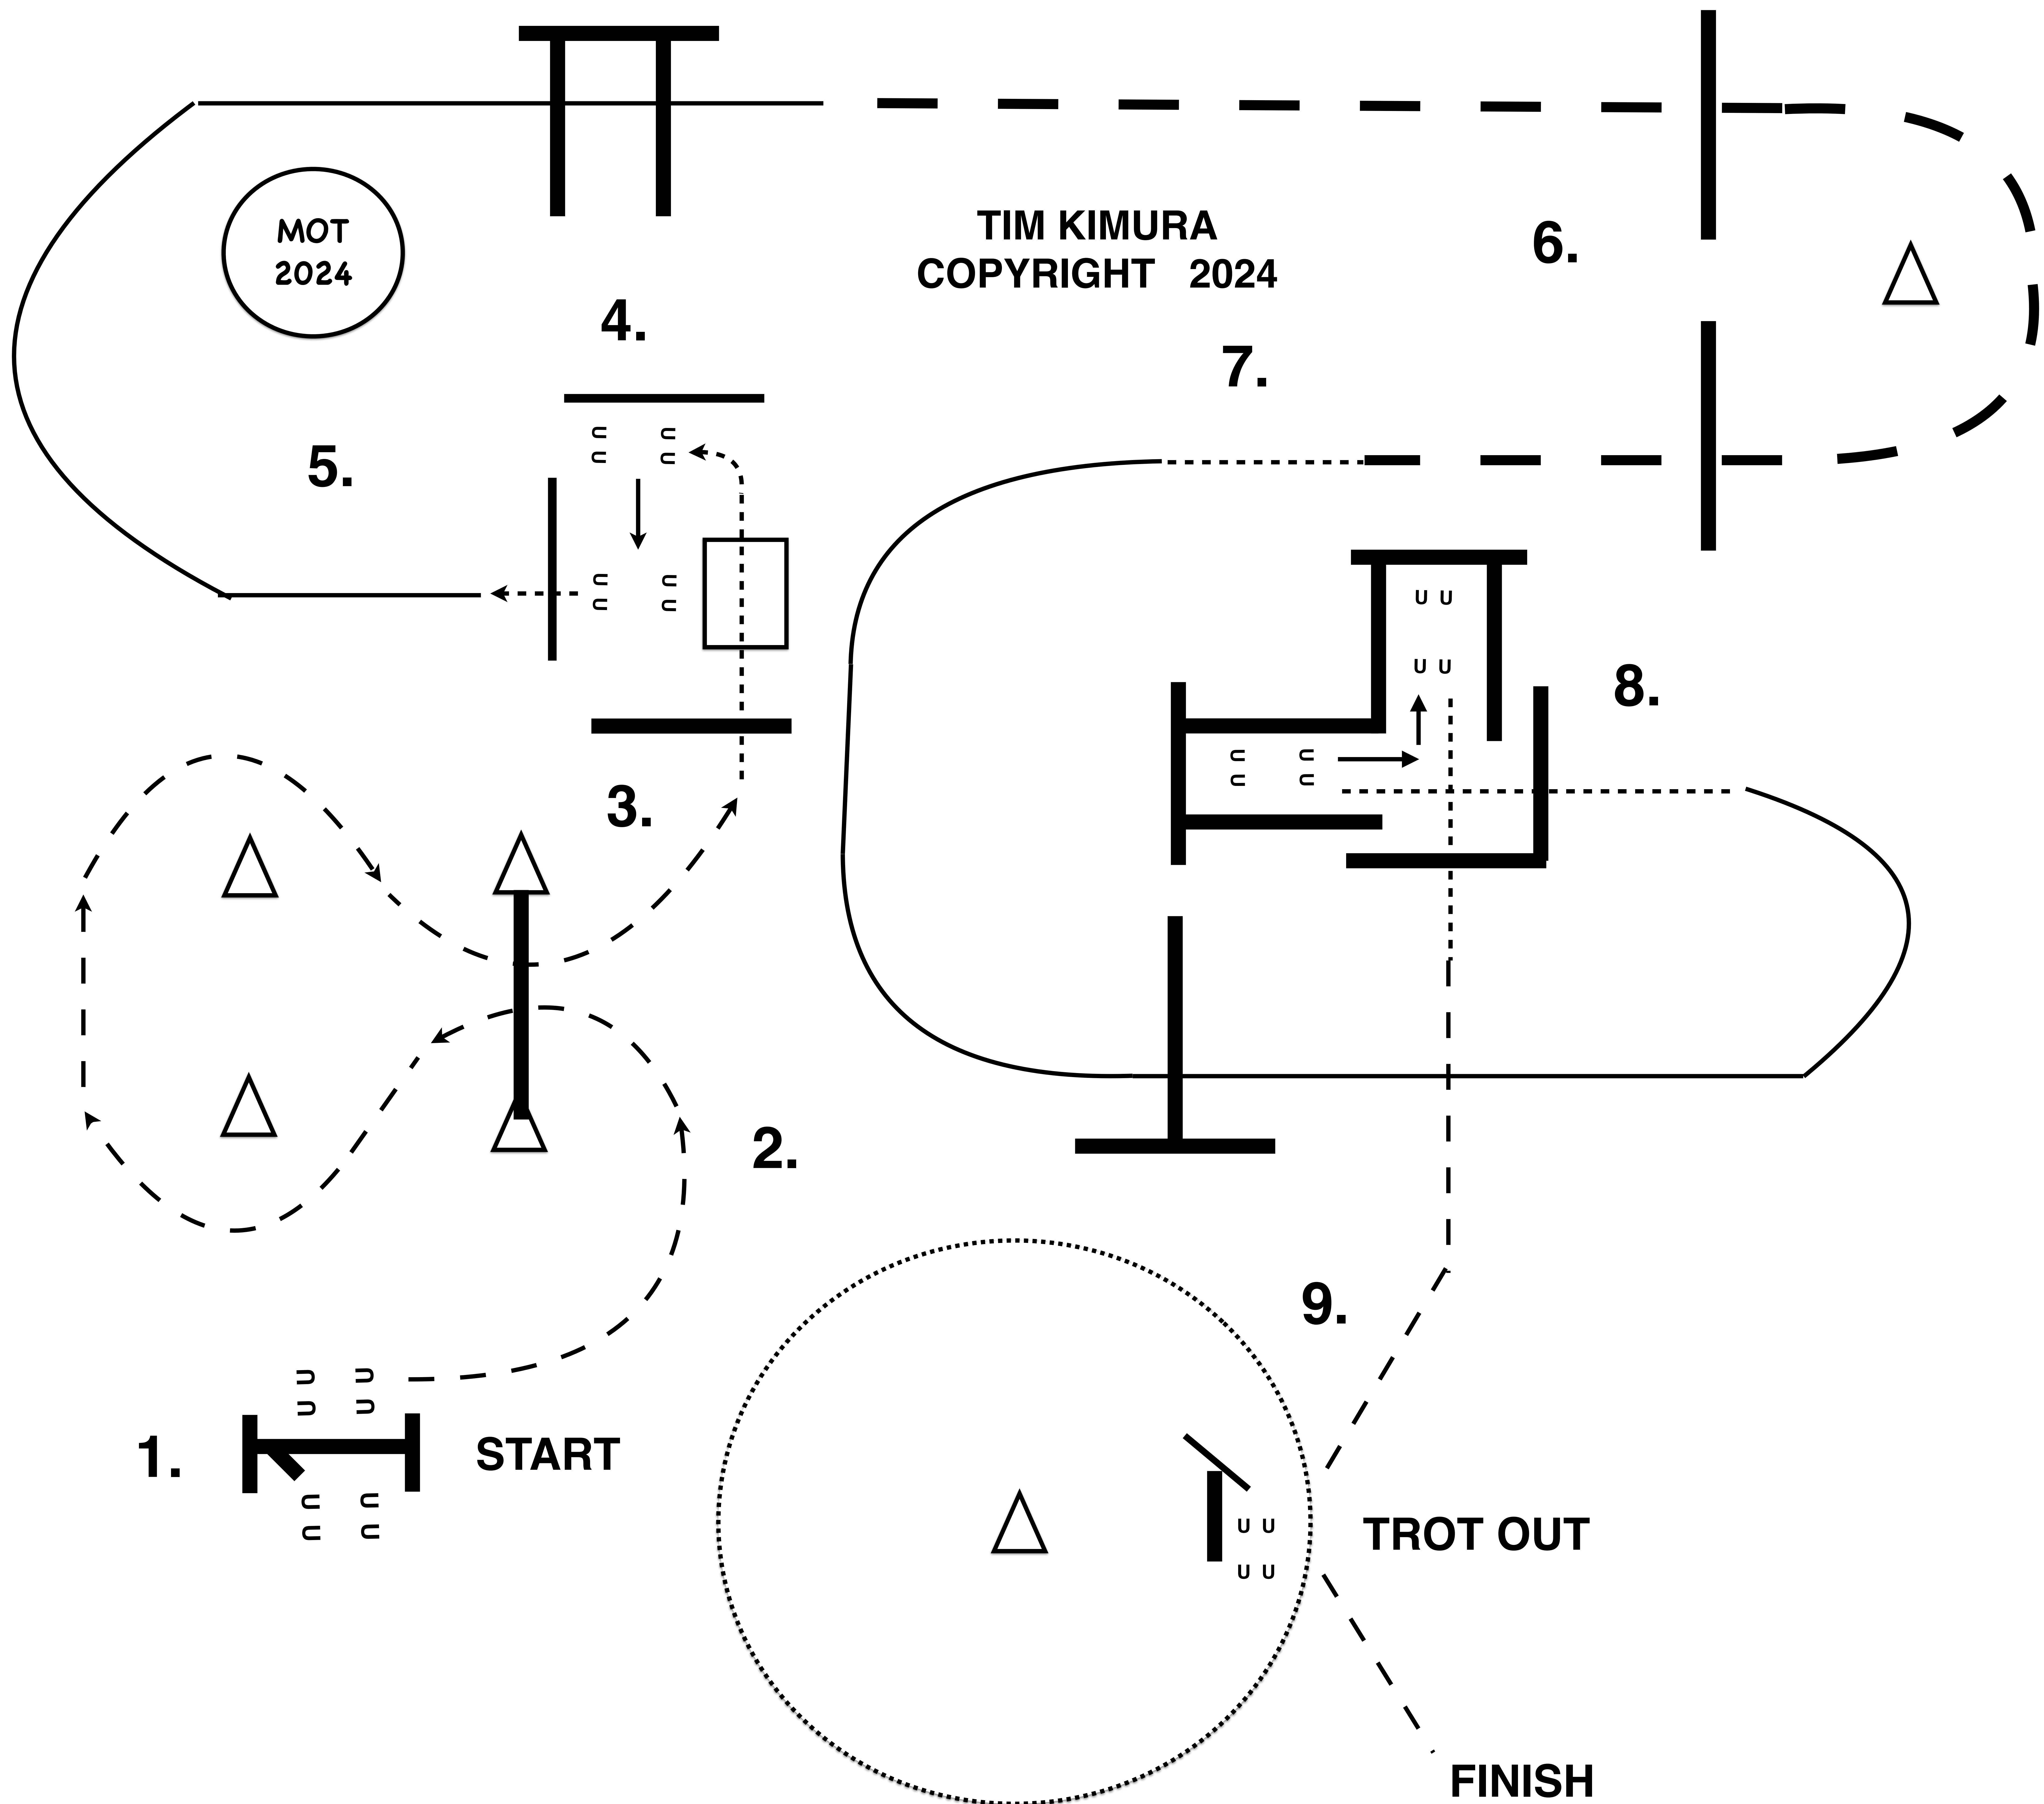 MOT
2024
TIM KIMURA
COPYRIGHT 2024
6.
4.
7.
5.
8.
3.
2.
9.
1.
START
TROT OUT
FINISH